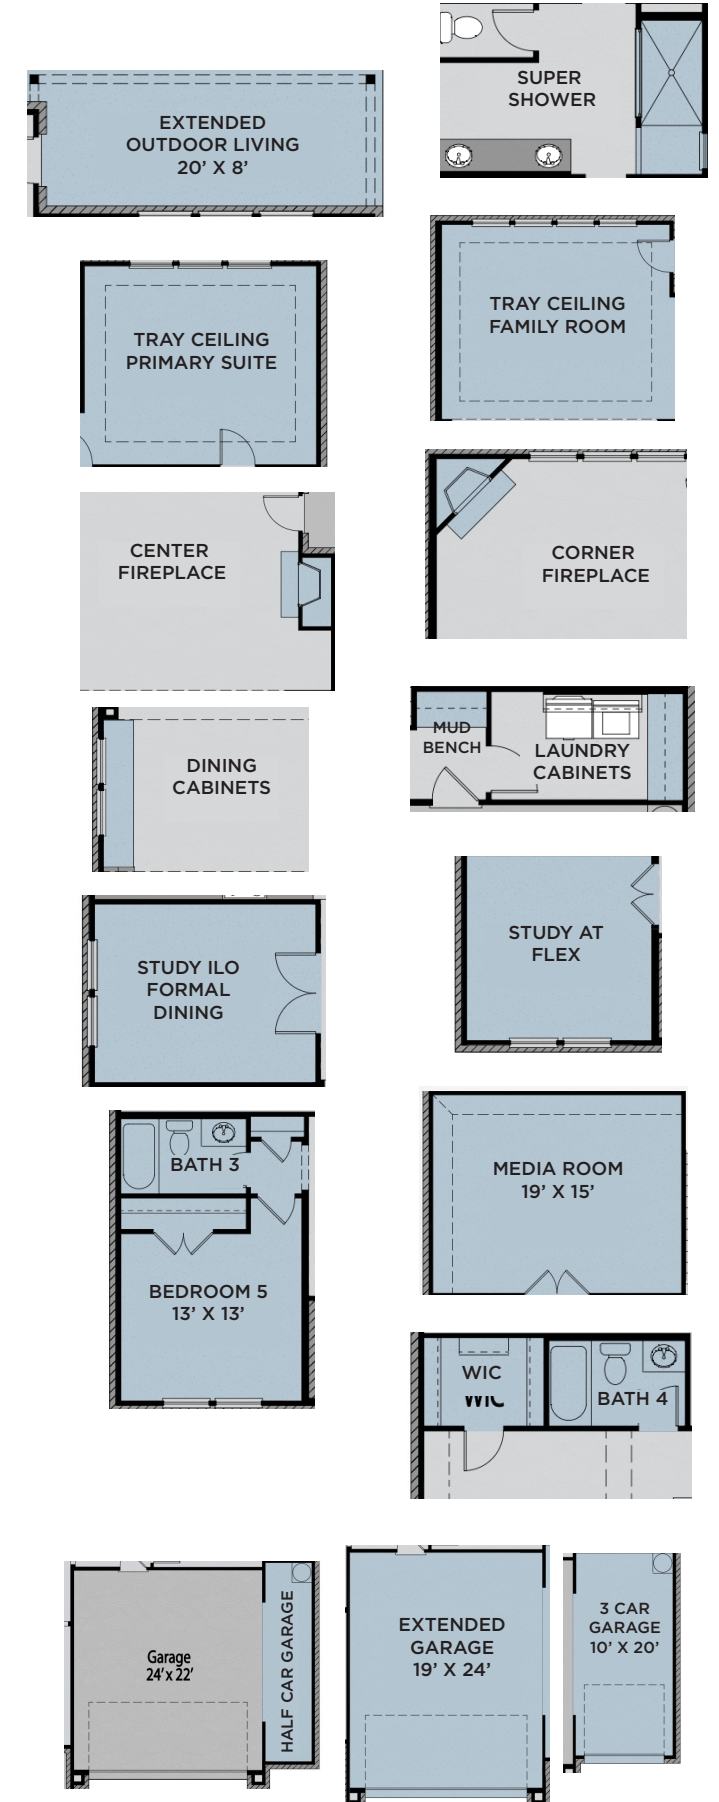 SUPER
SHOWER
EXTENDED
OUTDOOR LIVING
20’ X 8’
TRAY CEILING
FAMILY ROOM
TRAY CEILING
PRIMARY SUITE
CENTER
FIREPLACE
CORNER
FIREPLACE
MUD
BENCH
LAUNDRY
CABINETS
DINING
CABINETS
STUDY AT
FLEX
STUDY ILO
FORMAL
DINING
BATH 3
BEDROOM 5
13’ X 13’
MEDIA ROOM
19’ X 15’
WIC
WIC
BATH 4
Garage
24’ x 22’
HALF CAR GARAGE
EXTENDED
GARAGE
19’ X 24’
3 CAR
GARAGE
10’ X 20’